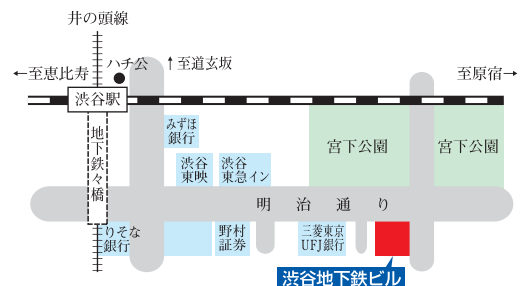 井の頭線
←至恵比寿
ハチ公
↑至道玄坂
至原宿→
渋谷駅
みずほ
銀行
地下鉄々橋
渋谷
東映
渋谷
東急イン
宮下公園
宮下公園
明治通り
りそな
銀行
野村
証券
三菱東京
UFJ銀行
渋谷地下鉄ビル